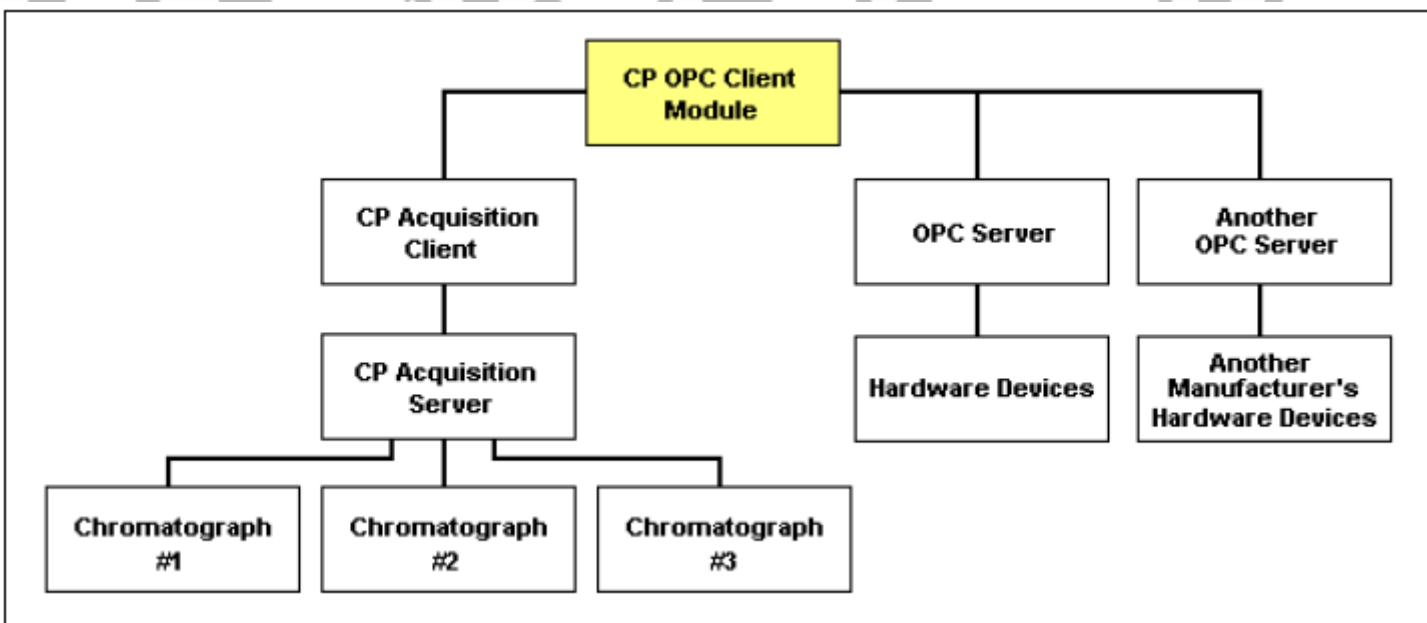 CP OPC Client
Module
CP Acquisition
Client
OPC Server
Another
OPC Server
CP Acquisition
Server
Hardware Devices
Another
Manufacturer's
Hardware Devices
Chromatograph
#1
Chromatograph
#2
Chromatograph
#3